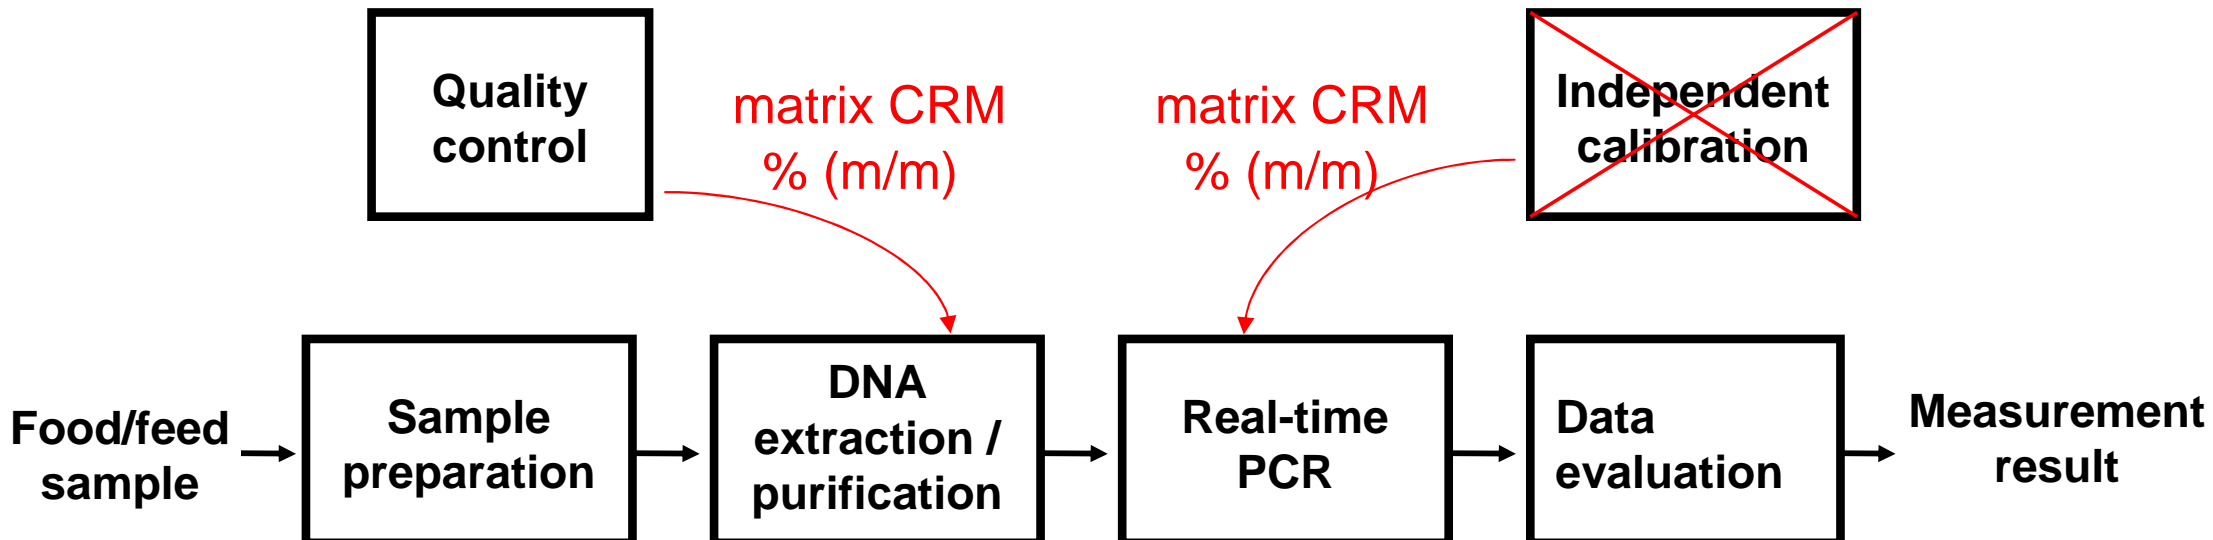 Quality
control
matrix CRM
% (m/m)
matrix CRM
% (m/m)
Independent
calibration
Food/feed
sample
Sample
preparation
DNA
extraction /
purification
Real-time
PCR
Data
evaluation
Measurement
result